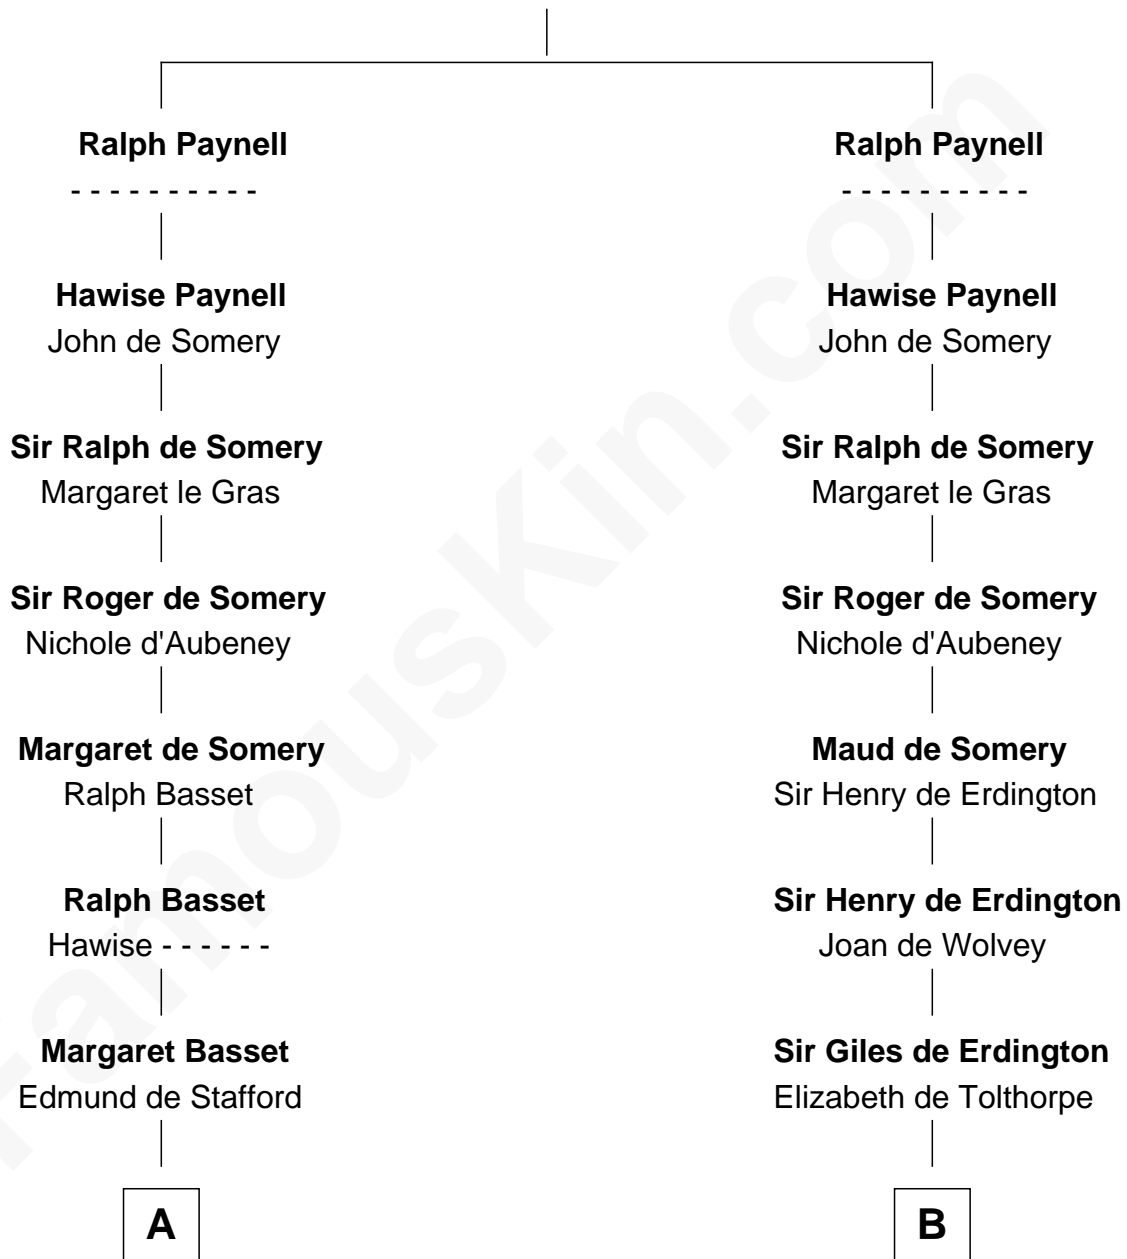 Ralph Paynell
- - - - - - - - - -
Hawise Paynell
John de Somery
Sir Ralph de Somery
Margaret le Gras
Sir Roger de Somery
Nichole d'Aubeney
Margaret de Somery
Ralph Basset
Ralph Basset
Hawise - - - - - -
Margaret Basset
Edmund de Stafford
A
Ralph Paynell
- - - - - - - - - -
Hawise Paynell
John de Somery
Sir Ralph de Somery
Margaret le Gras
Sir Roger de Somery
Nichole d'Aubeney
Maud de Somery
Sir Henry de Erdington
Sir Henry de Erdington
Joan de Wolvey
Sir Giles de Erdington
Elizabeth de Tolthorpe
B
FamousKin.com